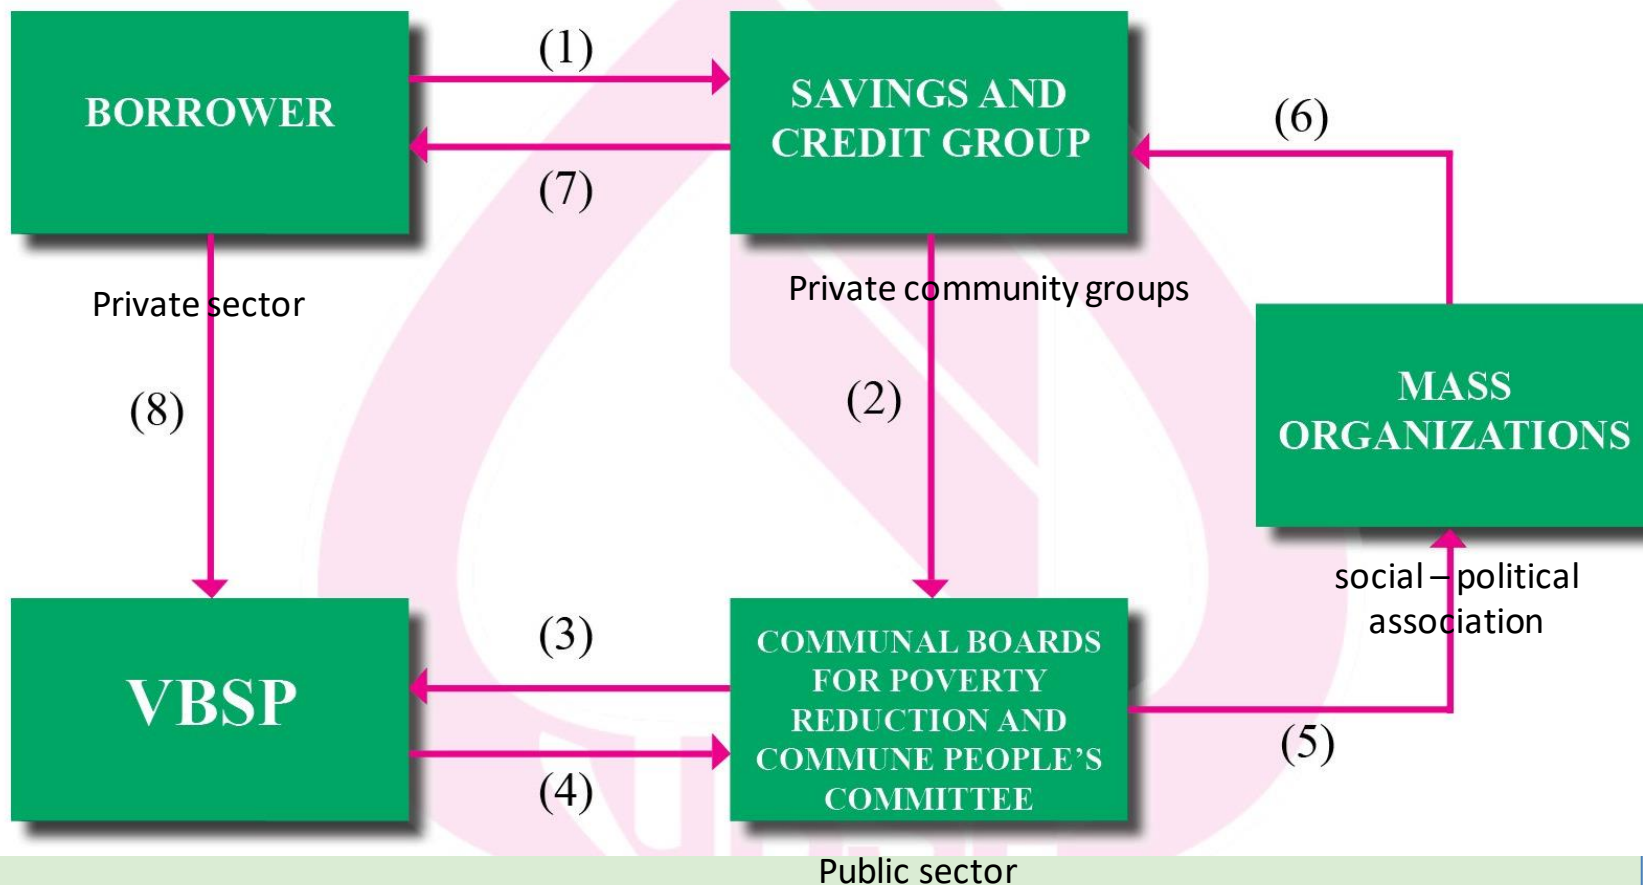 (1)
BORROWER
SAVINGS AND
CREDIT GROUP
(6)
(7)
Private sector
Private community groups
(8)
(2)
MASS
ORGANIZATIONS
social – political
association
VBSP
(3)
COMMUNAL BOARDS
FOR POVERTY
REDUCTION AND
COMMUNE PEOPLE’S
COMMITTEE
(5)
(4)
Public sector